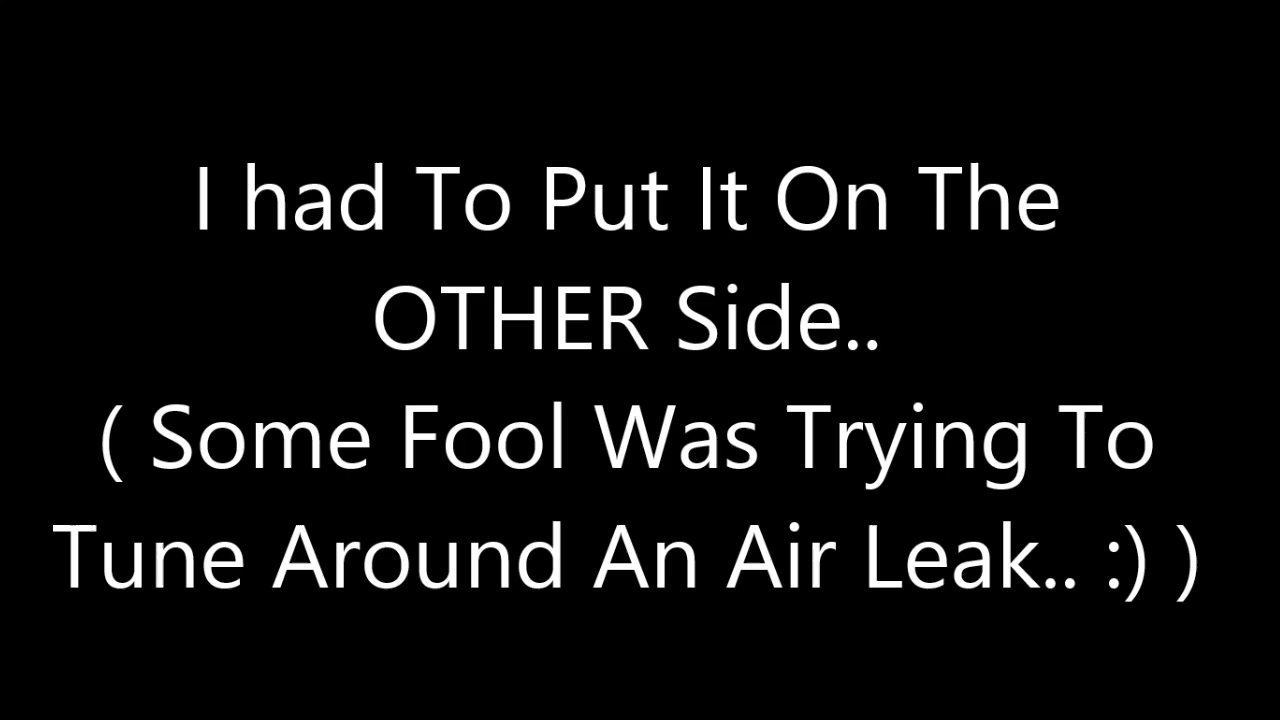 I had To Put It On The
OTHER Side..
( Some Fool Was Trying To
Tune Around An Air Leak.. :) )